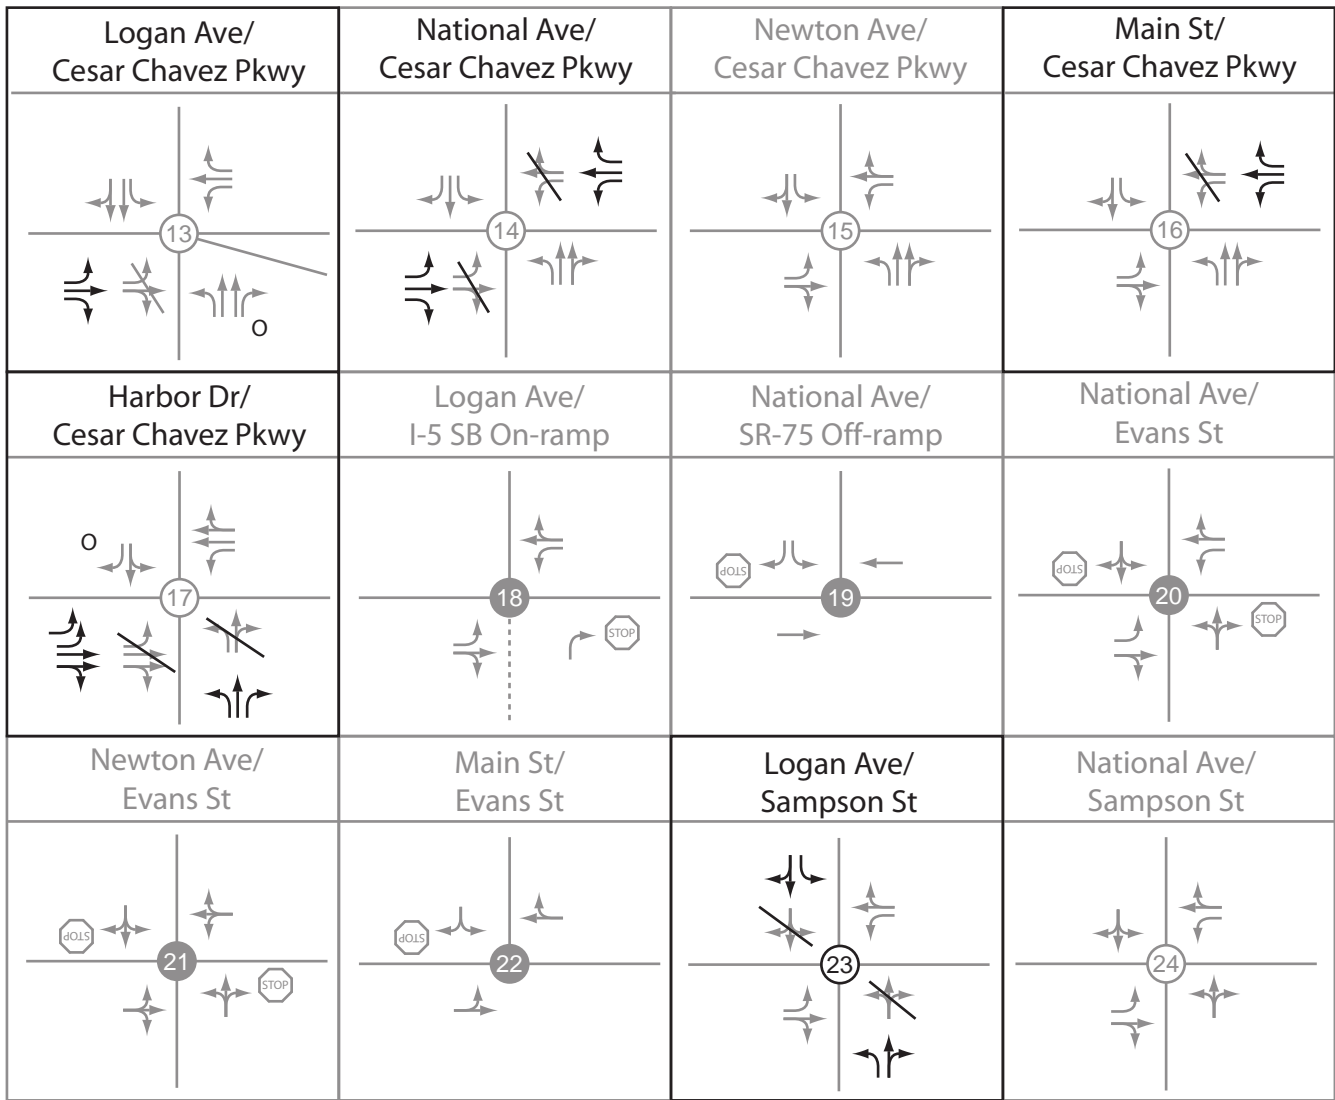 Logan Ave/
Cesar Chavez Pkwy
National Ave/
Cesar Chavez Pkwy
Newton Ave/
Cesar Chavez Pkwy
Main St/
Cesar Chavez Pkwy
13
O
14
15
16
Harbor Dr/
Cesar Chavez Pkwy
Logan Ave/
I-5 SB On-ramp
National Ave/
SR-75 Off-ramp
National Ave/
Evans St
O
17
18
STOP
STOP
19
STOP
20
STOP
Newton Ave/
Evans St
Main St/
Evans St
Logan Ave/
Sampson St
National Ave/
Sampson St
STOP
21
STOP
STOP
22
23
24